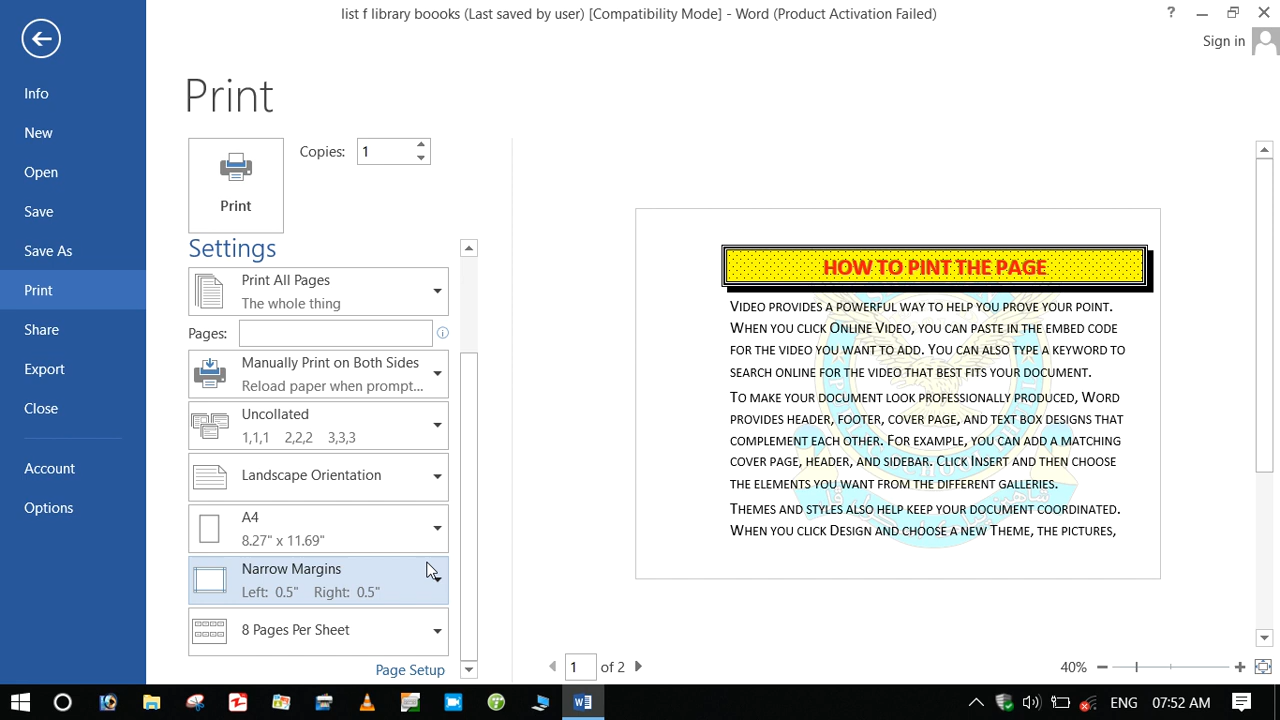 list f library boooks (Last saved by user) [Compatibility Mode] - Word (Product Activation Failed)
?
Sign in
Info
New
Open
Save
Save As
Print
Share
Export
Close
Account
Options
Print
Print
Copies: 1
Settings
Print All Pages
The whole thing
Pages:
Manually Print on Both Sides
Reload paper when prompt...
Uncollated
1,1,1 2,2,2 3,3,3
Landscape Orientation
A4
8.27" x 11.69"
Narrow Margins
Left: 0.5" Right: 0.5"
8 Pages Per Sheet
Page Setup
HOW TO PINT THE PAGE
VIDEO PROVIDES A POWERFUL WAY TO HELP YOU PROVE YOUR POINT.
WHEN YOU CLICK ONLINE VIDEO, YOU CAN PASTE IN THE EMBED CODE
FOR THE VIDEO YOU WANT TO ADD. YOU CAN ALSO TYPE A KEYWORD TO
SEARCH ONLINE FOR THE VIDEO THAT BEST FITS YOUR DOCUMENT.
TO MAKE YOUR DOCUMENT LOOK PROFESSIONALLY PRODUCED, WORD
PROVIDES HEADER, FOOTER, COVER PAGE, AND TEXT BOX DESIGNS THAT
COMPLEMENT EACH OTHER. FOR EXAMPLE, YOU CAN ADD A MATCHING
COVER PAGE, HEADER, AND SIDEBAR. CLICK INSERT AND THEN CHOOSE
THE ELEMENTS YOU WANT FROM THE DIFFERENT GALLERIES.
THEMES AND STYLES ALSO HELP KEEP YOUR DOCUMENT COORDINATED.
WHEN YOU CLICK DESIGN AND CHOOSE A NEW THEME, THE PICTURES,
1 of 2
40%
ENG 07:52 AM